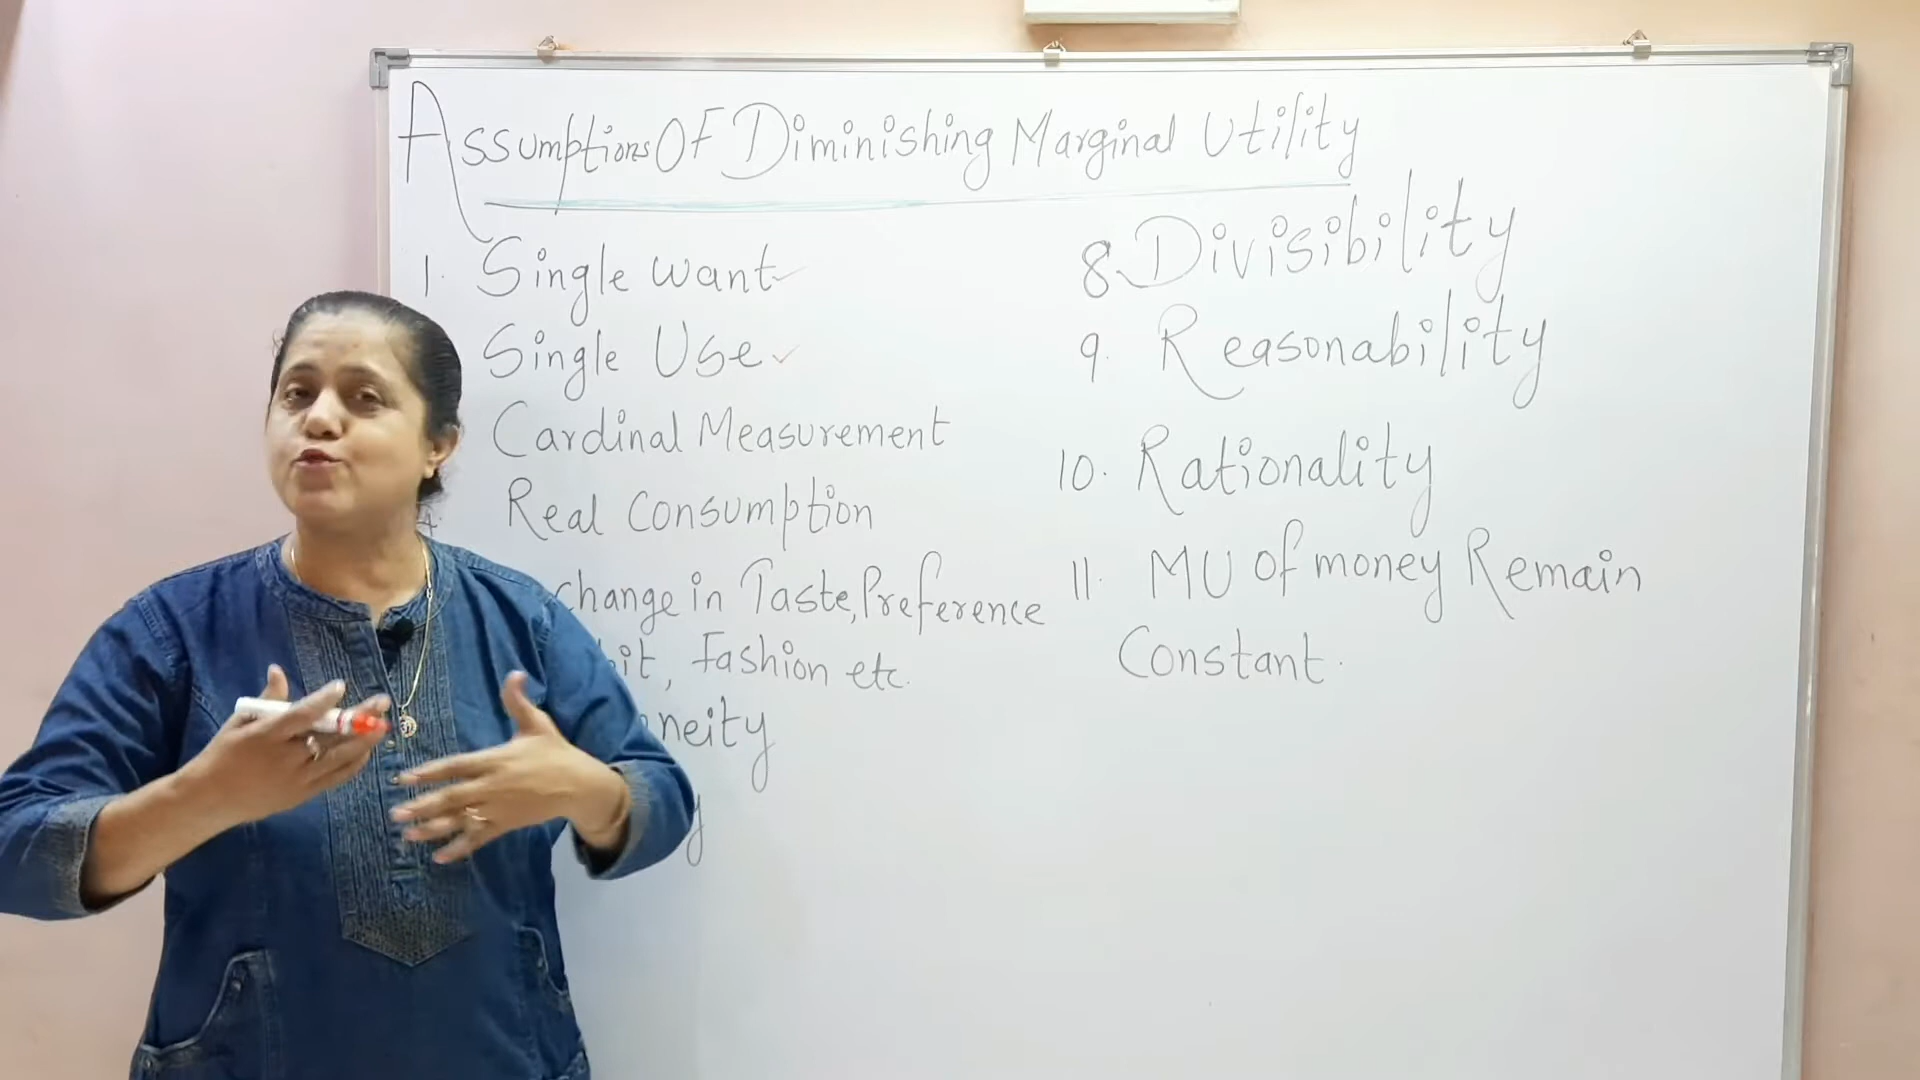 Assumptions Of Diminishing Marginal Utility
1. Single want
Single Use
Cardinal Measurement
4. Real Consumption
change in Taste, Preference
Fashion etc.
8. Divisibility
9. Reasonability
10. Rationality
11. MU Of money Remain
Constant.